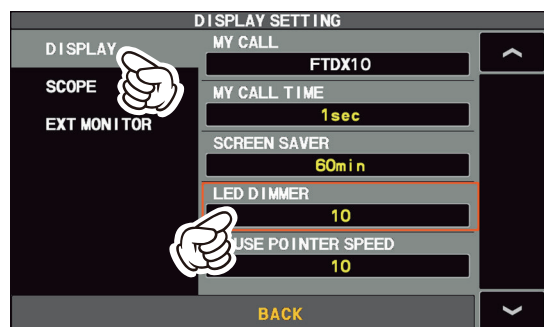 DISPLAY SETTING
DISPLAY
SCOPE
EXT MONITOR
MY CALL
FTDX10
MY CALL TIME
1sec
SCREEN SAVER
60min
LED DIMMER
10
USE POINTER SPEED
10
BACK